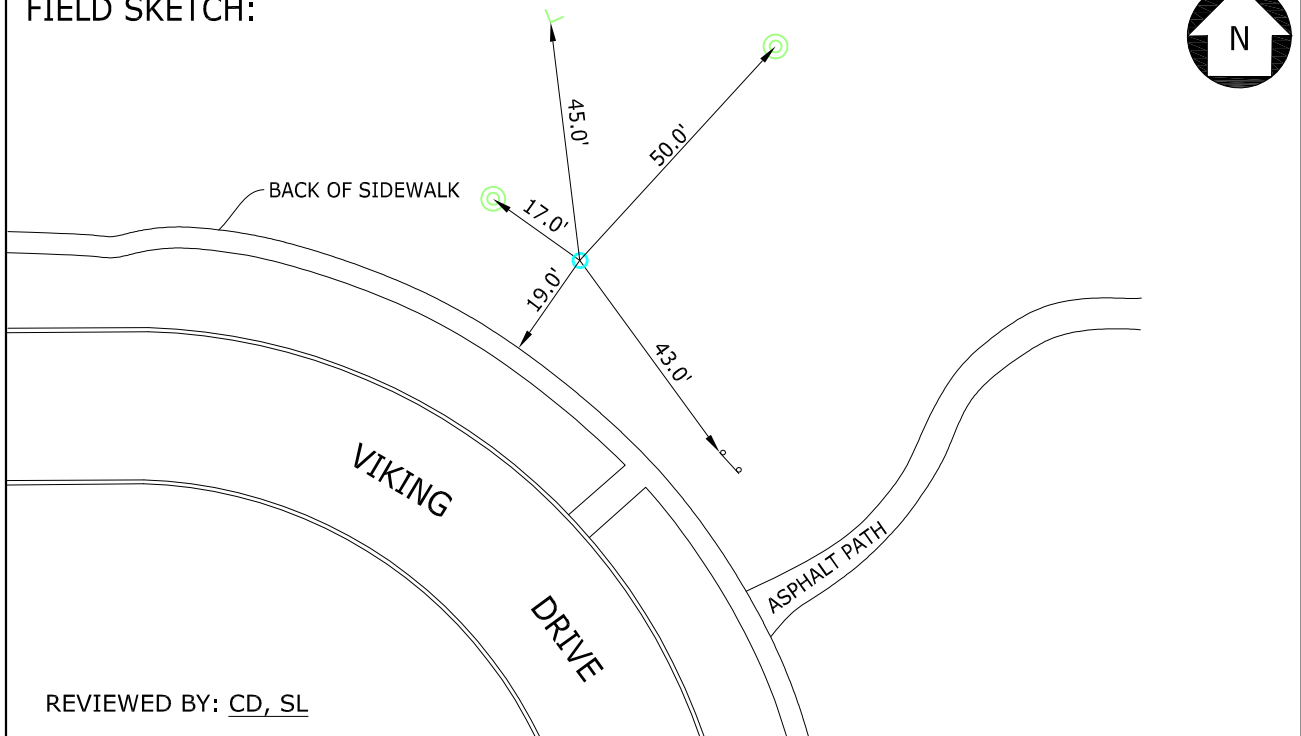 FIELD SKETCH:
N
45.0'
50.0'
BACK OF SIDEWALK
17.0'
19.0'
43.0'
VIKING
DRIVE
ASPHALT PATH
REVIEWED BY: CD, SL